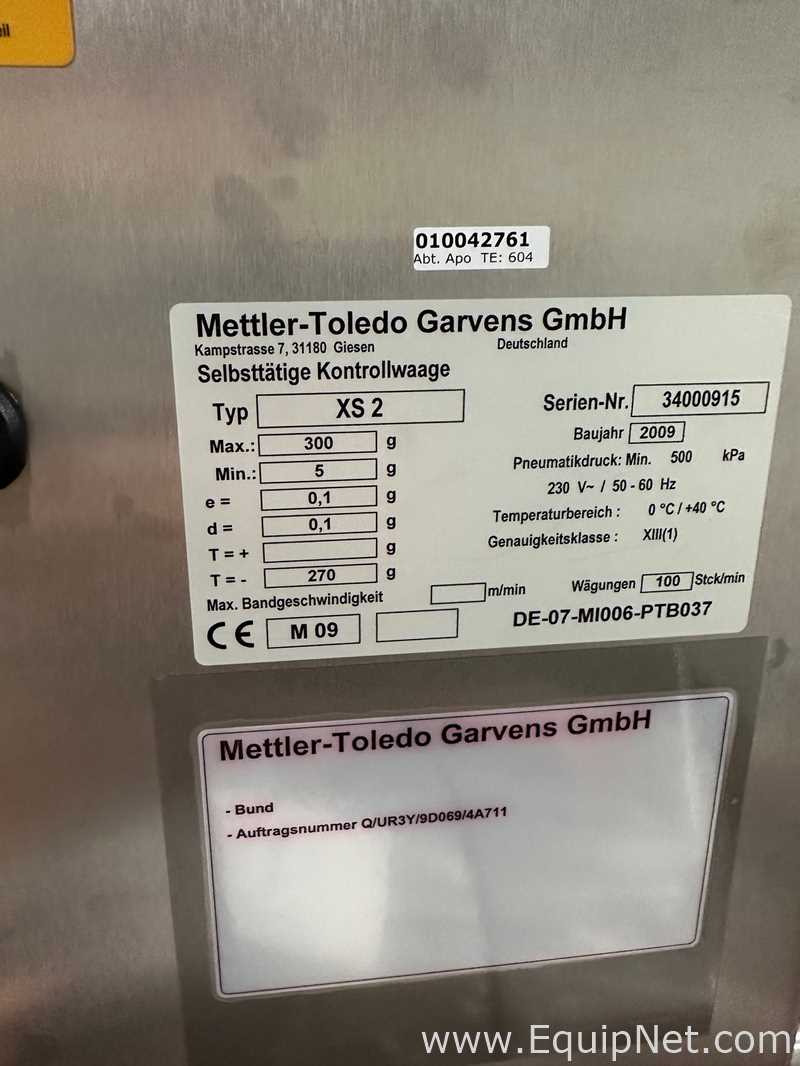 eil
010042761
Abt. Apo TE: 604
Mettler-Toledo Garvens GmbH
Kampstrasse 7, 31180 Giesen Deutschland
Selbsttätige Kontrollwaage
Typ XS 2 Serien-Nr. 34000915
Max.: 300 g Baujahr 2009
Min.: 5 g Pneumatikdruck: Min. 500 kPa
e = 0,1 g 230 V~ / 50 - 60 Hz
d = 0,1 g Temperaturbereich : 0 °C / +40 °C
T = + g Genauigkeitsklasse : XIII(1)
T = - 270 g
Max. Bandgeschwindigkeit m/min Wägungen 100 Stck/min
CE M 09 DE-07-MI006-PTB037
Mettler-Toledo Garvens GmbH
- Bund
- Auftragsnummer Q/UR3Y/9D069/4A711
www.EquipNet.com